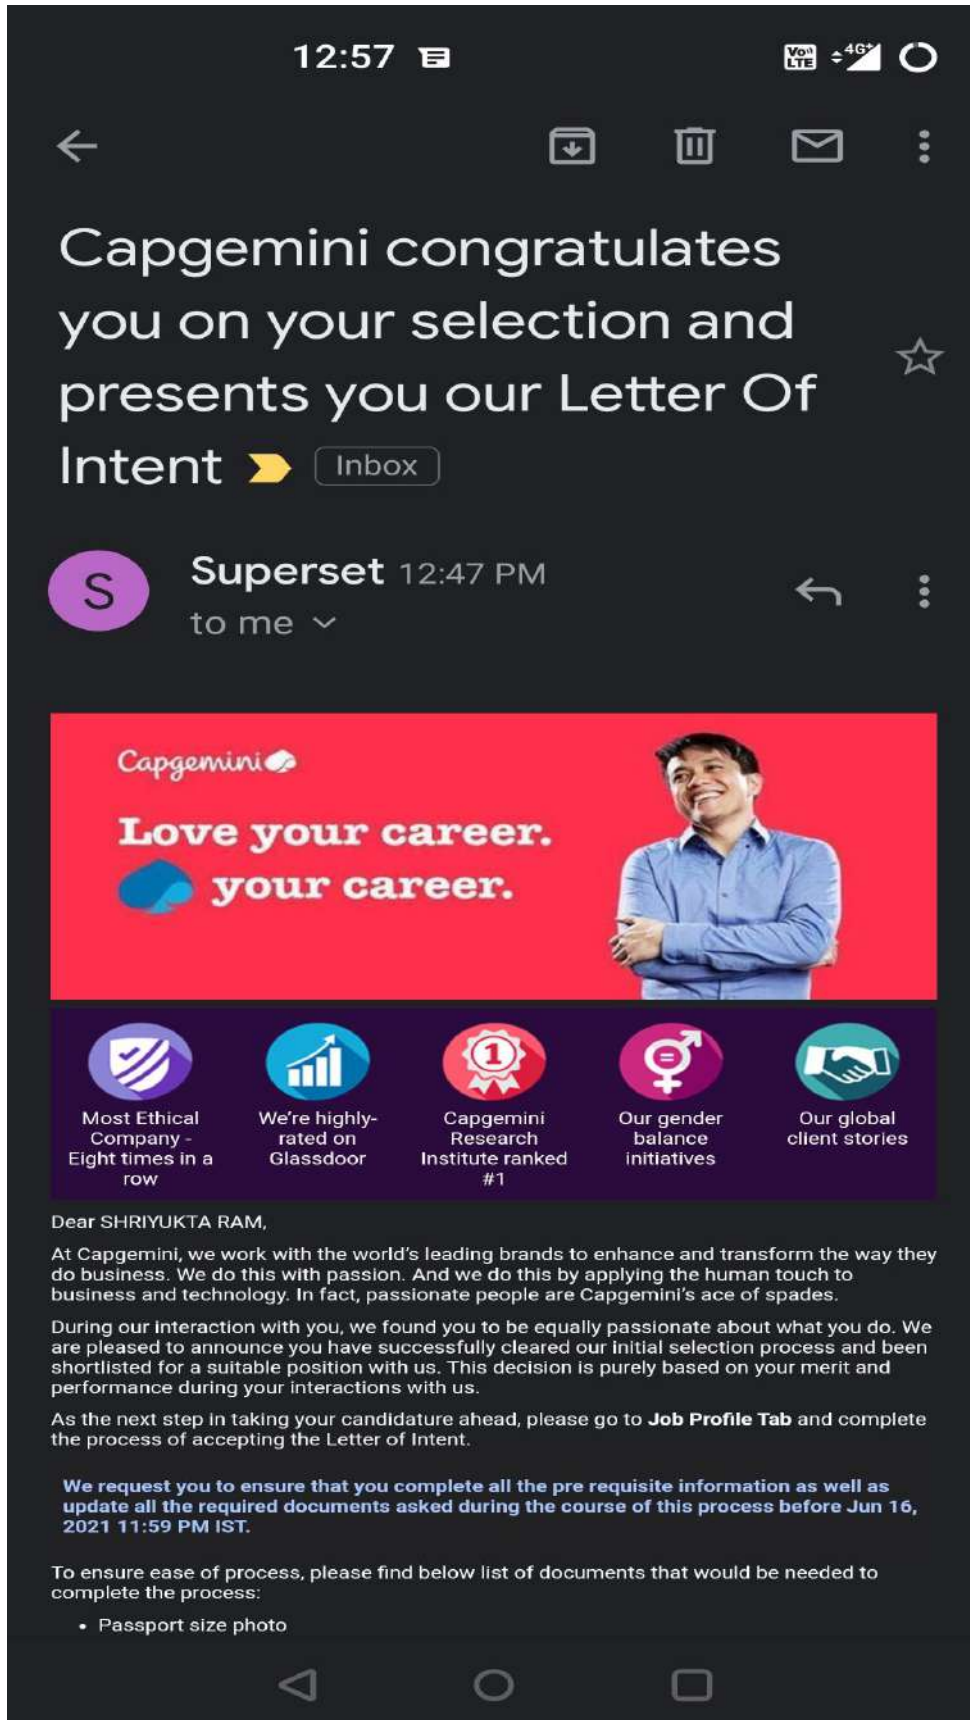 12:57
Vo)) LTE 4G+
Capgemini congratulates
you on your selection and
presents you our Letter Of
Intent Inbox
S
Superset 12:47 PM
to me
Capgemini
Love your career.
your career.
Most Ethical
Company -
Eight times in a
row
We're highly-
rated on
Glassdoor
1
Capgemini
Research
Institute ranked
#1
Our gender
balance
initiatives
Our global
client stories
Dear SHRIYUKTA RAM,
At Capgemini, we work with the world's leading brands to enhance and transform the way they
do business. We do this with passion. And we do this by applying the human touch to
business and technology. In fact, passionate people are Capgemini's ace of spades.
During our interaction with you, we found you to be equally passionate about what you do. We
are pleased to announce you have successfully cleared our initial selection process and been
shortlisted for a suitable position with us. This decision is purely based on your merit and
performance during your interactions with us.
As the next step in taking your candidature ahead, please go to Job Profile Tab and complete
the process of accepting the Letter of Intent.
We request you to ensure that you complete all the pre requisite information as well as
update all the required documents asked during the course of this process before Jun 16,
2021 11:59 PM IST.
To ensure ease of process, please find below list of documents that would be needed to
complete the process:
• Passport size photo